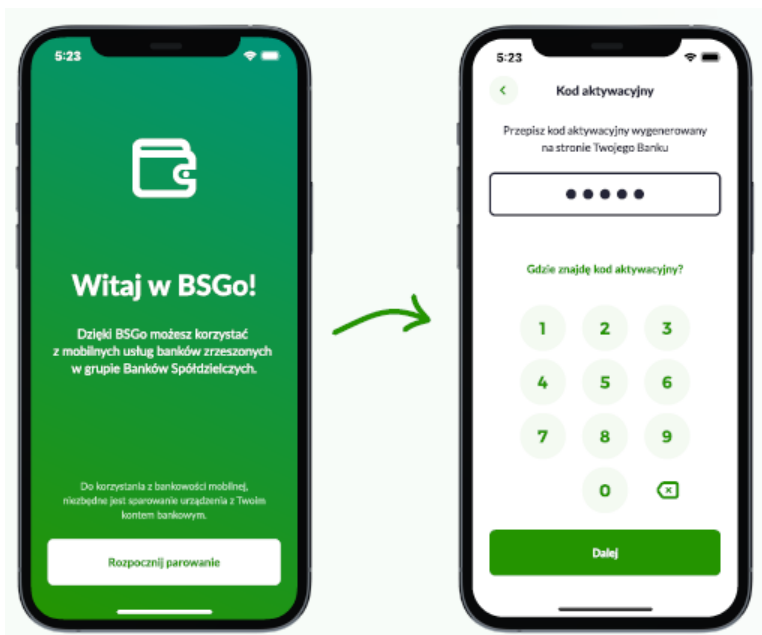 5:23
Witaj w BSGo!
Dzięki BSGo możesz korzystać
z mobilnych usług banków zrzeszonych
w grupie Banków Spółdzielczych.
Do korzystania z bankowości mobilnej,
niezbędne jest sparowanie urządzenia z Twoim
kontem bankowym.
Rozpocznij parowanie
5:23
Kod aktywacyjny
Przepisz kod aktywacyjny wygenerowany
na stronie Twojego Banku
Gdzie znajdę kod aktywacyjny?
1 2 3
4 5 6
7 8 9
0
Dalej